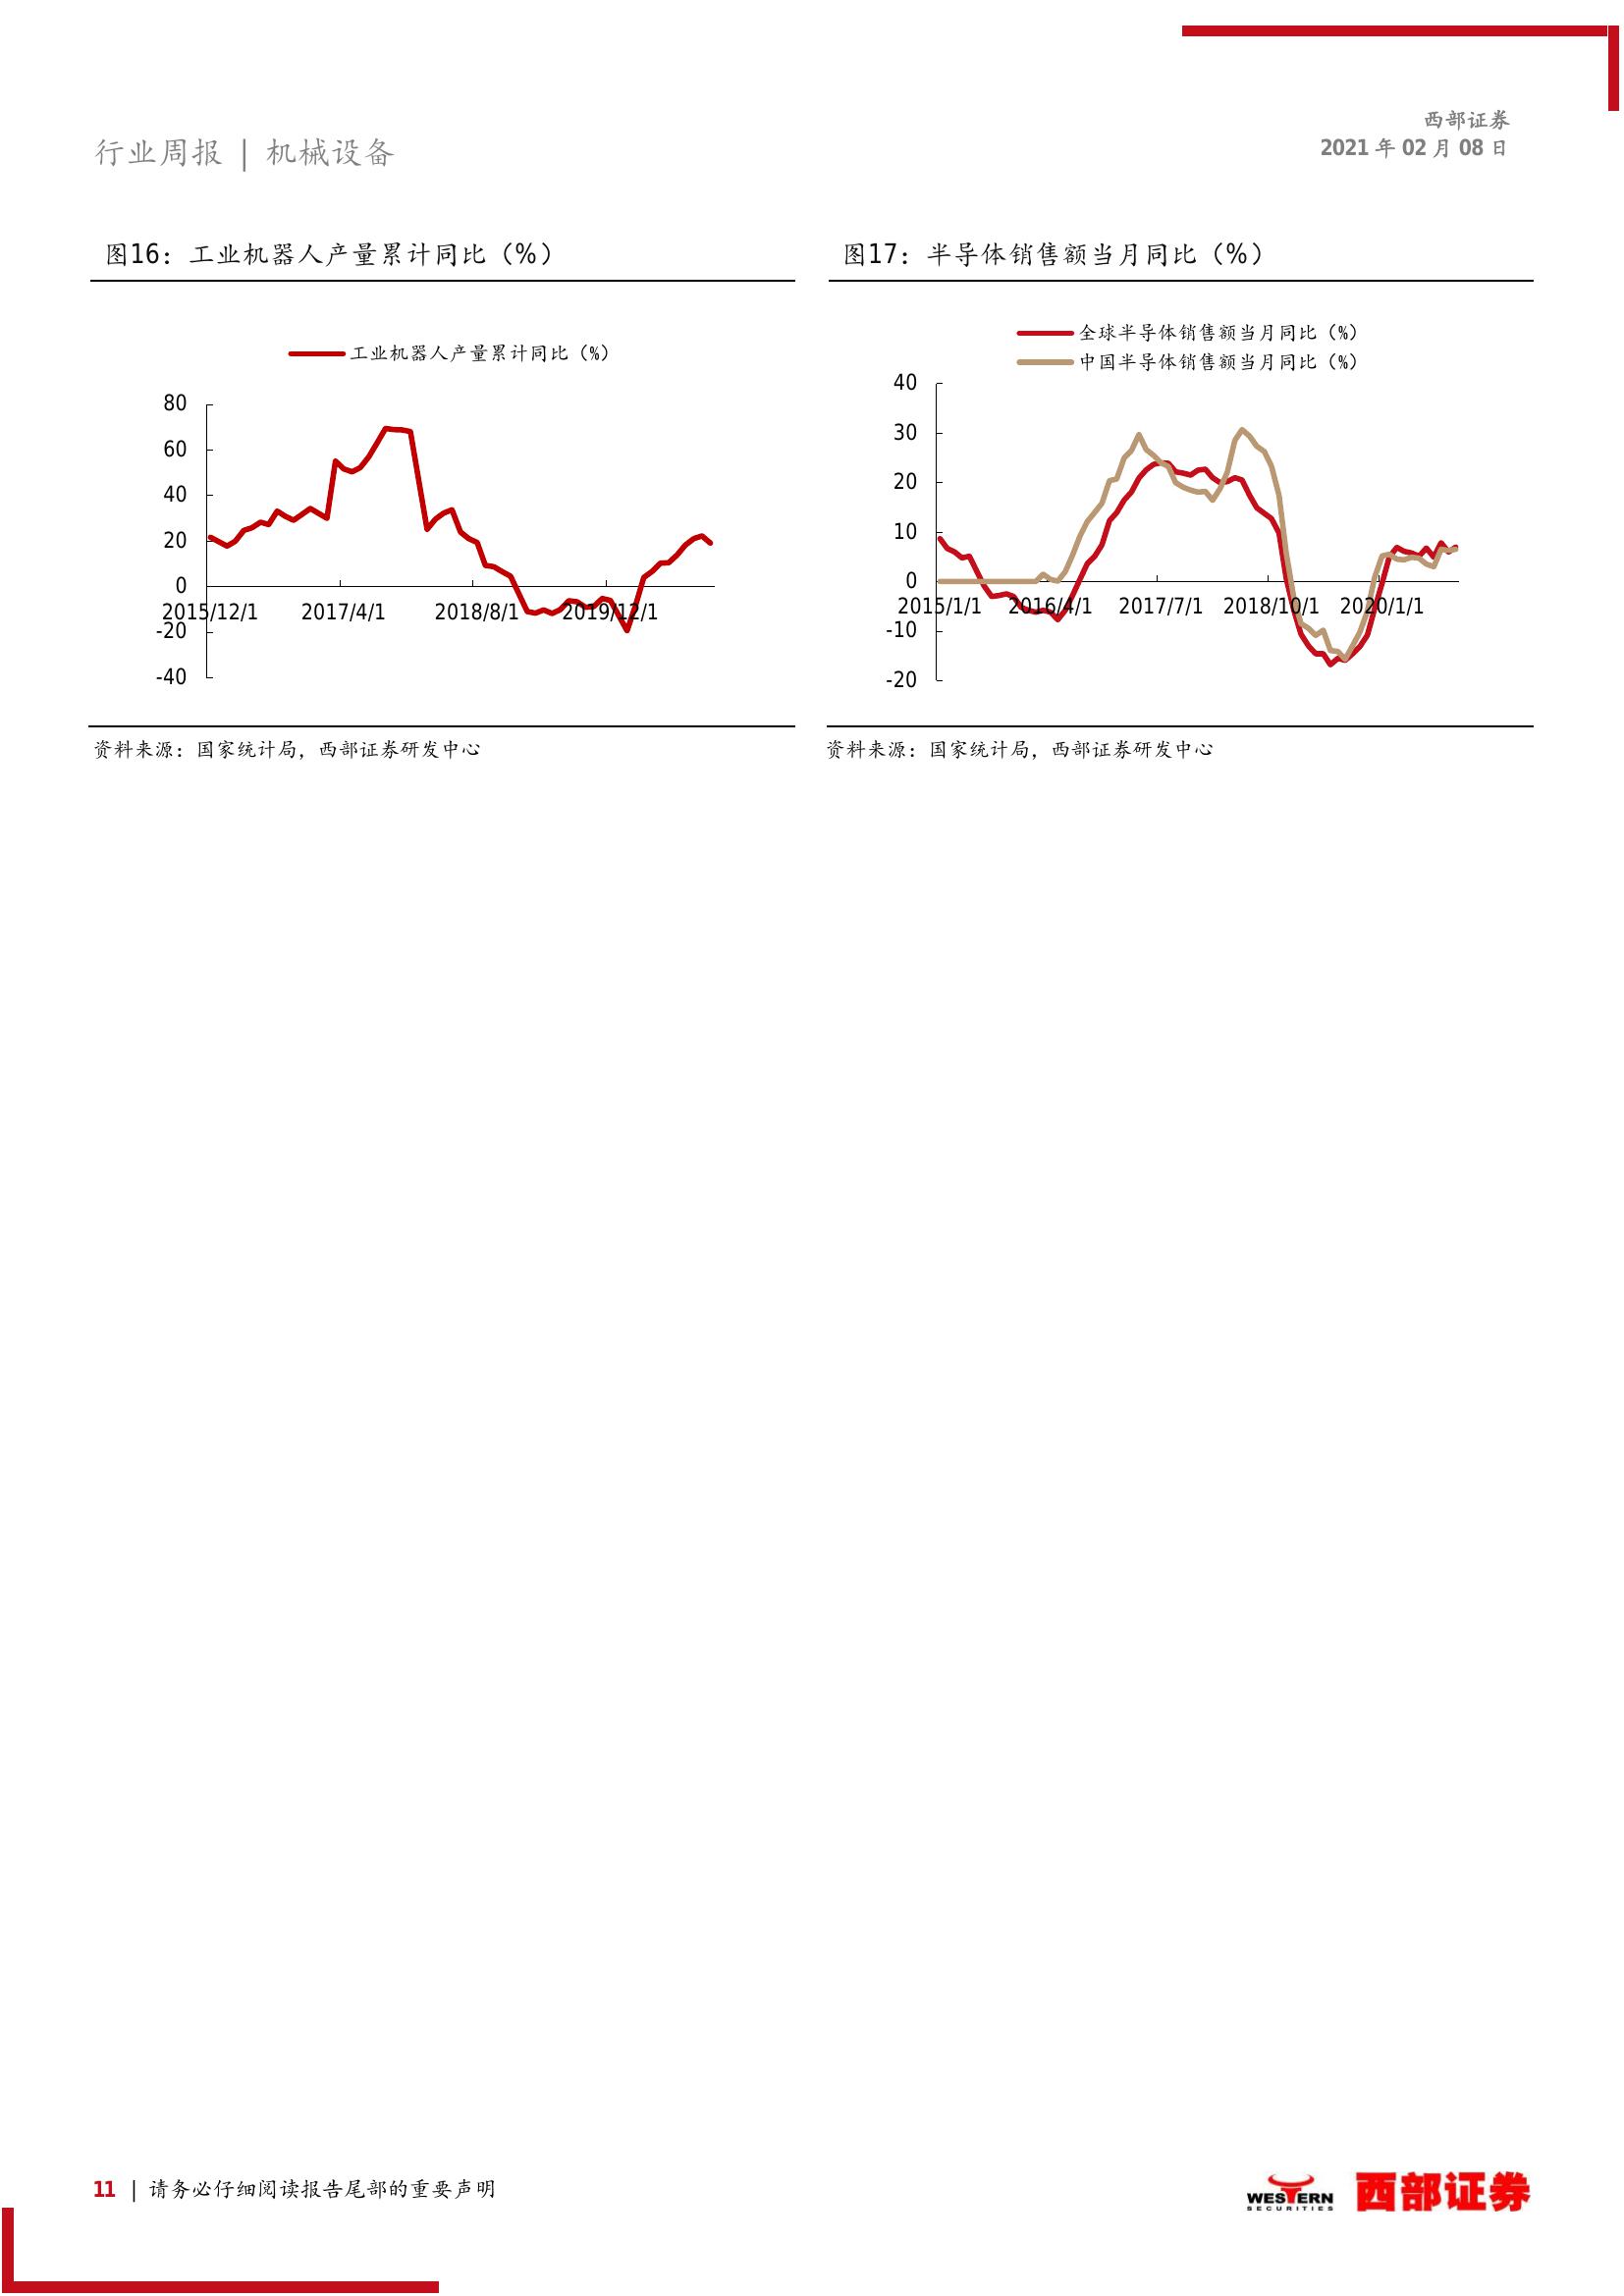 西部证券
行业周报 | 机械设备
2021 年 02 月 08 日
图16：工业机器人产量累计同比（%）
工业机器人产量累计同比（%）
80
60
40
20
0
-20
-40
2015/12/1 2017/4/1 2018/8/1 2019/12/1
资料来源：国家统计局，西部证券研发中心
图17：半导体销售额当月同比（%）
全球半导体销售额当月同比（%）
中国半导体销售额当月同比（%）
40
30
20
10
0
-10
-20
2015/1/1 2016/4/1 2017/7/1 2018/10/1 2020/1/1
资料来源：国家统计局，西部证券研发中心
11 | 请务必仔细阅读报告尾部的重要声明
WESTERN
SECURITIES
西部证券